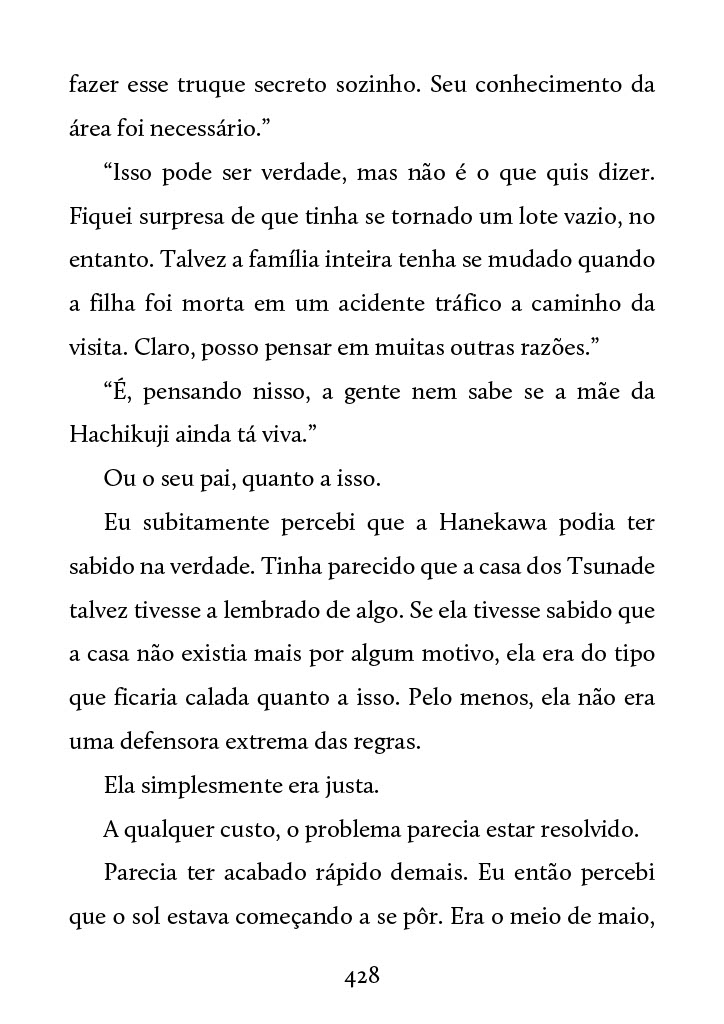 fazer esse truque secreto sozinho. Seu conhecimento da
área foi necessário.”
“Isso pode ser verdade, mas não é o que quis dizer.
Fiquei surpresa de que tinha se tornado um lote vazio, no
entanto. Talvez a família inteira tenha se mudado quando
a filha foi morta em um acidente tráfico a caminho da
visita. Claro, posso pensar em muitas outras razões.”
“É, pensando nisso, a gente nem sabe se a mãe da
Hachikuji ainda tá viva.”
Ou o seu pai, quanto a isso.
Eu subitamente percebi que a Hanekawa podia ter
sabido na verdade. Tinha parecido que a casa dos Tsunade
talvez tivesse a lembrado de algo. Se ela tivesse sabido que
a casa não existia mais por algum motivo, ela era do tipo
que ficaria calada quanto a isso. Pelo menos, ela não era
uma defensora extrema das regras.
Ela simplesmente era justa.
A qualquer custo, o problema parecia estar resolvido.
Parecia ter acabado rápido demais. Eu então percebi
que o sol estava começando a se pôr. Era o meio de maio,
428